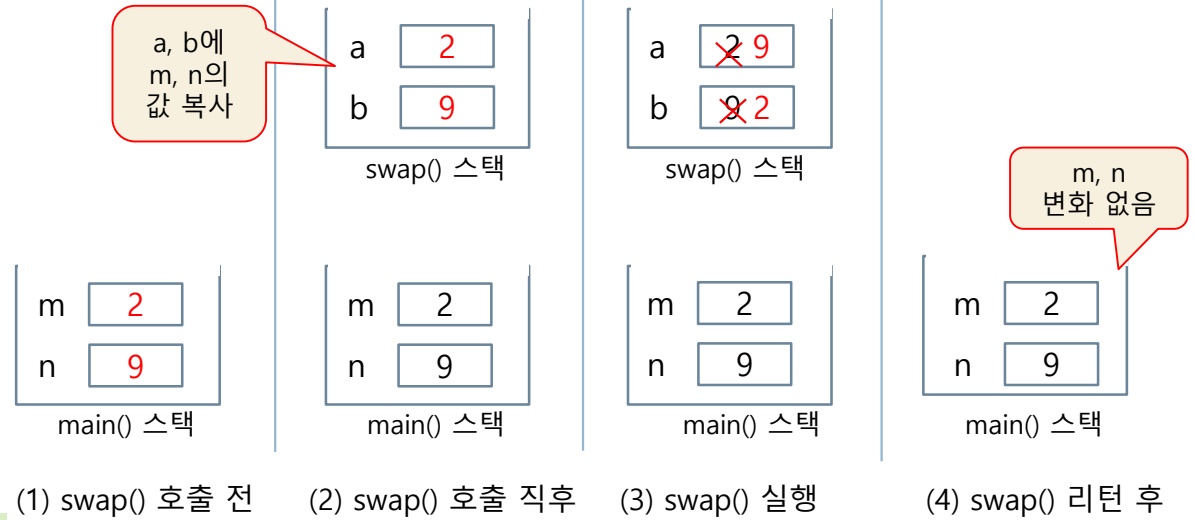 a, b에
m, n의
값 복사
a 2
b 9
swap() 스택
a 2 9
b 9 2
swap() 스택
m, n
변화 없음
m 2
n 9
main() 스택
m 2
n 9
main() 스택
m 2
n 9
main() 스택
m 2
n 9
main() 스택
(1) swap() 호출 전
(2) swap() 호출 직후
(3) swap() 실행
(4) swap() 리턴 후